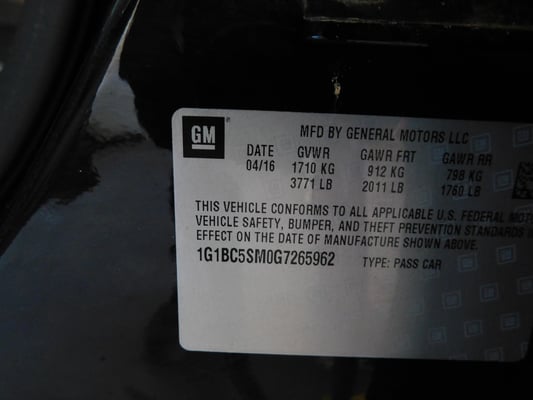 GM
MFD BY GENERAL MOTORS LLC
DATE GVWR GAWR FRT GAWR RR
04/16 1710 KG 912 KG 798 KG
3771 LB 2011 LB 1760 LB
THIS VEHICLE CONFORMS TO ALL APPLICABLE U.S. FEDERAL
VEHICLE SAFETY, BUMPER, AND THEFT PREVENTION STANDARDS
EFFECT ON THE DATE OF MANUFACTURE SHOWN ABOVE.
1G1BC5SM0G7265962 TYPE: PASS CAR